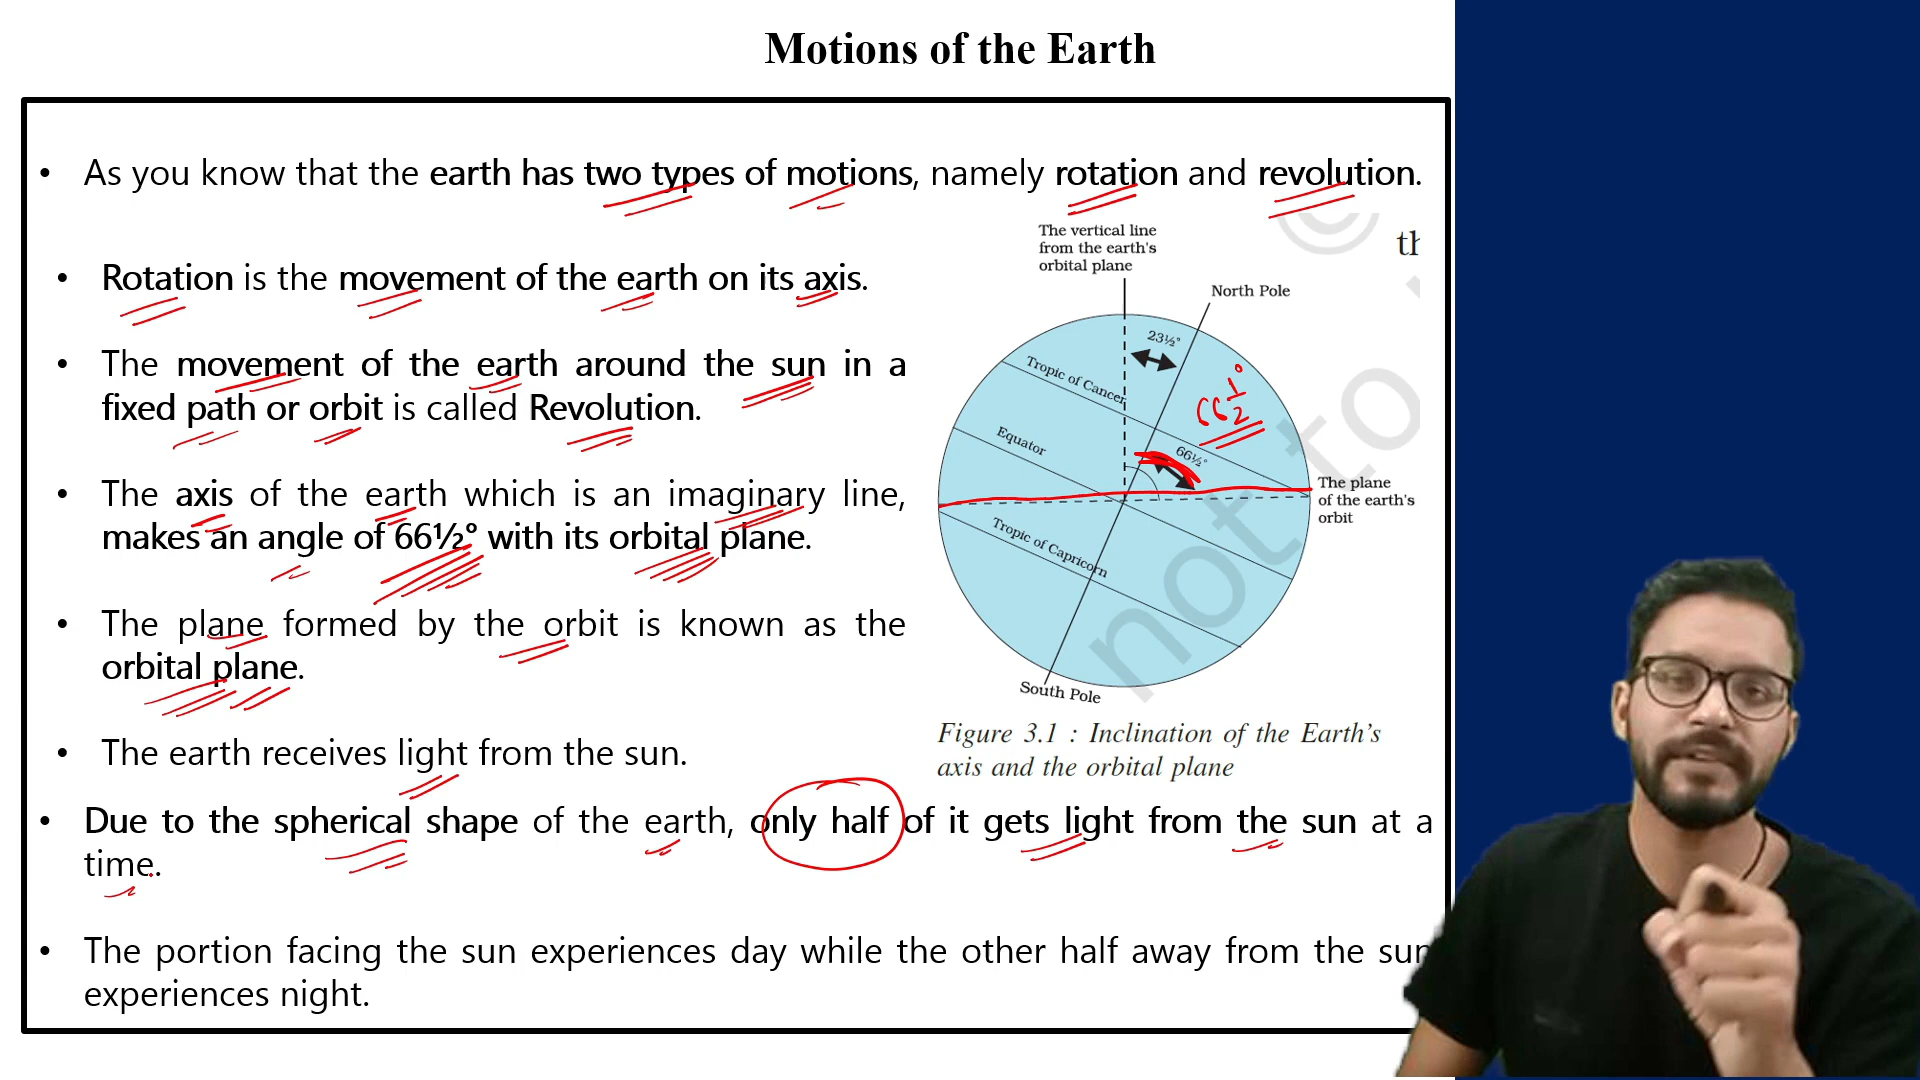 Motions of the Earth
• As you know that the earth has two types of motions, namely rotation and revolution.
• Rotation is the movement of the earth on its axis.
• The movement of the earth around the sun in a
fixed path or orbit is called Revolution.
• The axis of the earth which is an imaginary line,
makes an angle of 66½° with its orbital plane.
• The plane formed by the orbit is known as the
orbital plane.
• The earth receives light from the sun.
• Due to the spherical shape of the earth, only half of it gets light from the sun at a
time.
• The portion facing the sun experiences day while the other half away from the sun
experiences night.
The vertical line
from the earth's
orbital plane
th
North Pole
23½°
Tropic of Cancer
66½°
Equator
66½°
The plane
of the earth's
orbit
Tropic of Capricorn
South Pole
©
not to
Figure 3.1 : Inclination of the Earth's
axis and the orbital plane